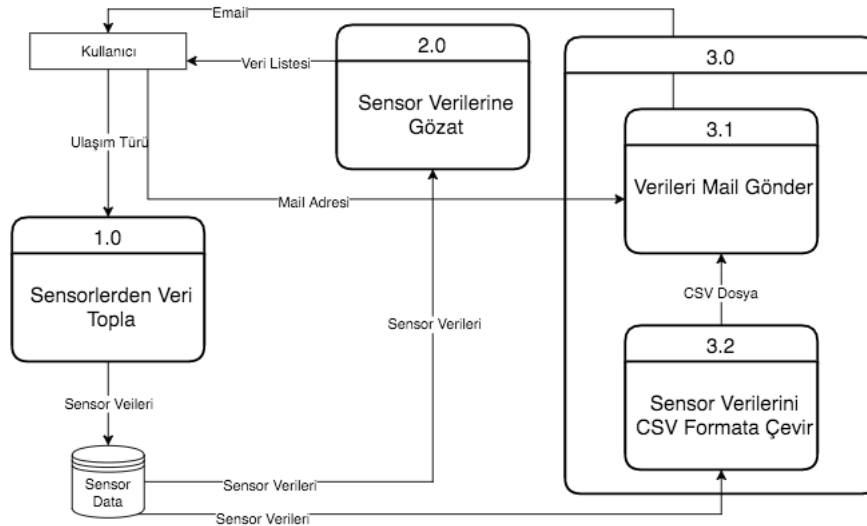 Email
Kullanıcı
Veri Listesi
2.0
Sensor Verilerine
Gözat
3.0
3.1
Verileri Mail Gönder
Ulaşım Türü
Mail Adresi
1.0
Sensorlerden Veri
Topla
CSV Dosya
Sensor Verileri
3.2
Sensor Verilerini
CSV Formata Çevir
Sensor Veileri
Sensor
Data
Sensor Verileri
Sensor Verileri